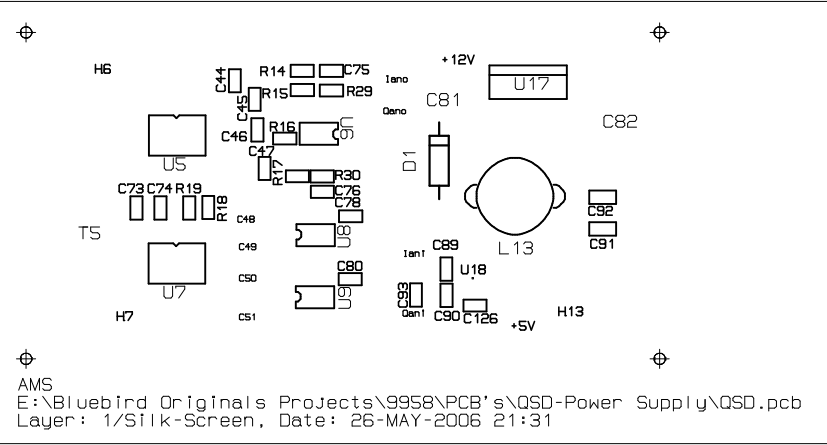 +12V
H6
C44
R14
C75
Iano
U17
C45
R15
R29
Qano
C81
C82
C46
R16
U6
U5
C47
R17
R30
D1
C73
C74
R19
R18
C76
C78
C48
C92
T5
U8
C49
Iani
C89
L13
C91
C80
U18
C50
U7
U9
C93
H7
C51
Qani
C90
C126
H13
+5V
AMS
E:\Bluebird Originals Projects\9958\PCB's\QSD-Power Supply\QSD.pcb
Layer: 1/Silk-Screen, Date: 26-MAY-2006 21:31